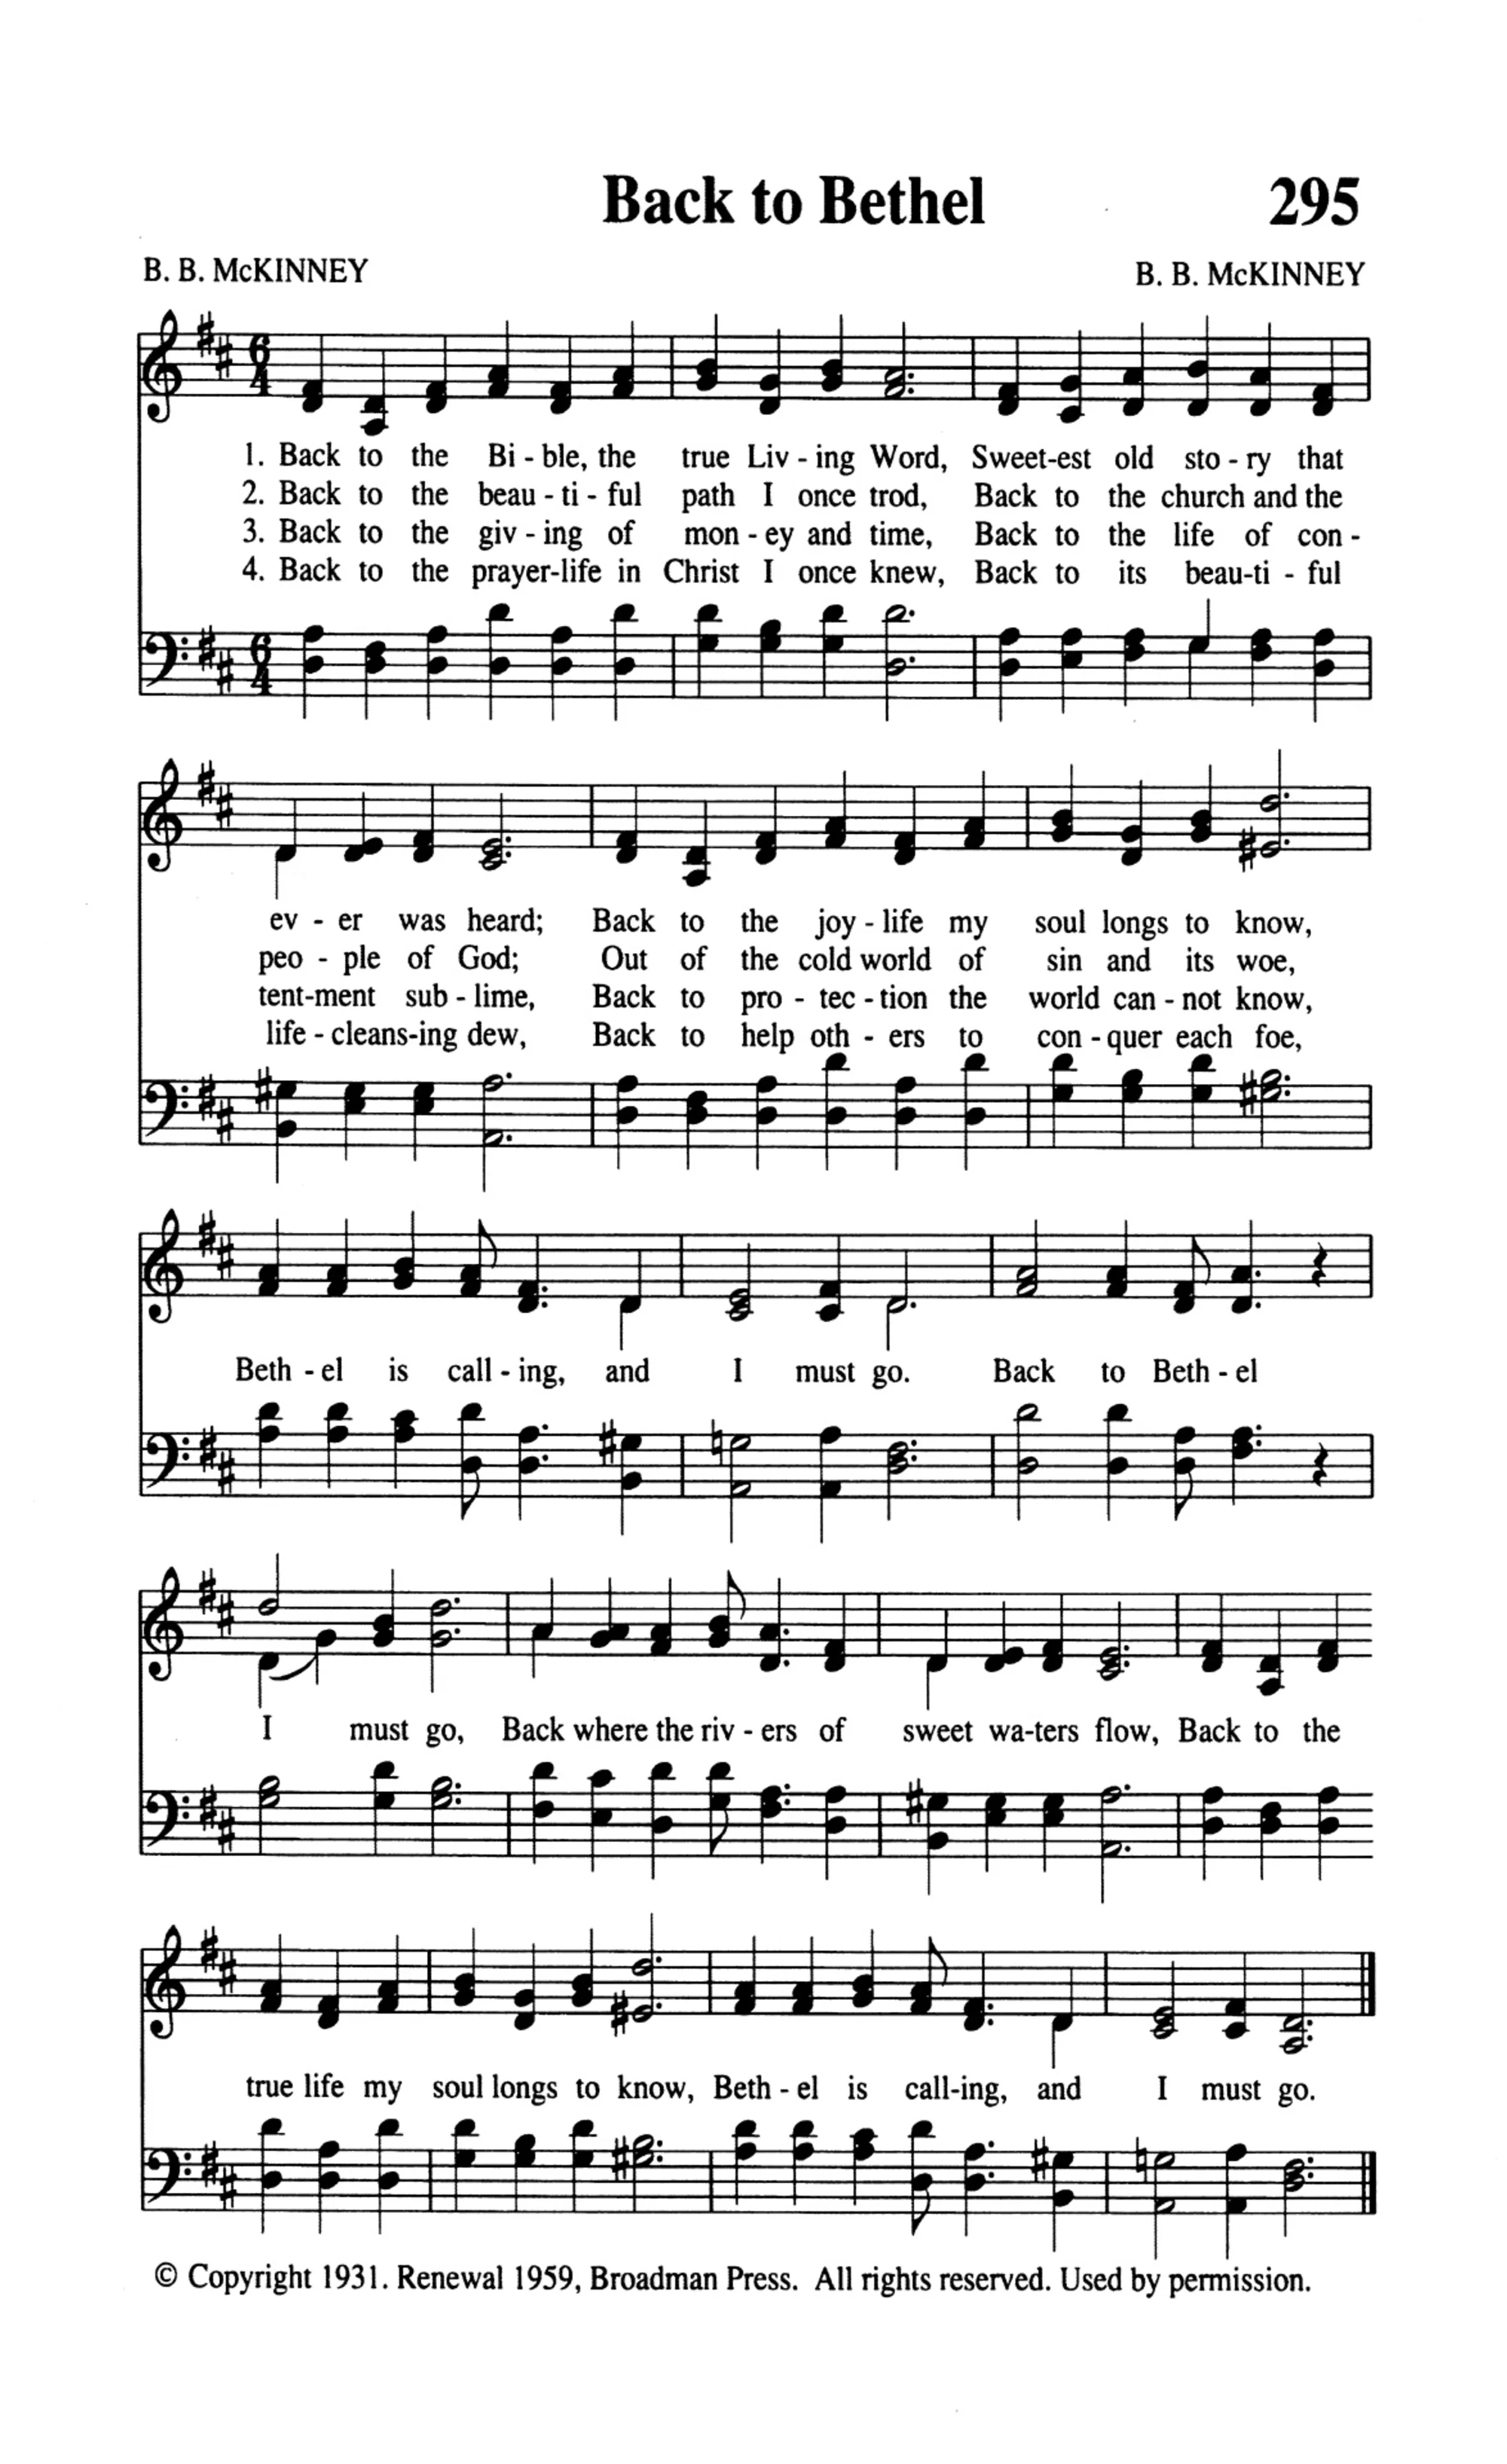 Back to Bethel 295
B. B. McKINNEY B. B. McKINNEY
1. Back to the Bi - ble, the true Liv - ing Word, Sweet-est old sto - ry that
2. Back to the beau - ti - ful path I once trod, Back to the church and the
3. Back to the giv - ing of mon - ey and time, Back to the life of con -
4. Back to the prayer-life in Christ I once knew, Back to its beau-ti - ful
ev - er was heard; Back to the joy - life my soul longs to know,
peo - ple of God; Out of the cold world of sin and its woe,
tent-ment sub - lime, Back to pro - tec - tion the world can - not know,
life - cleans-ing dew, Back to help oth - ers to con - quer each foe,
Beth - el is call - ing, and I must go. Back to Beth - el
I must go, Back where the riv - ers of sweet wa-ters flow, Back to the
true life my soul longs to know, Beth - el is call-ing, and I must go.
© Copyright 1931. Renewal 1959, Broadman Press. All rights reserved. Used by permission.